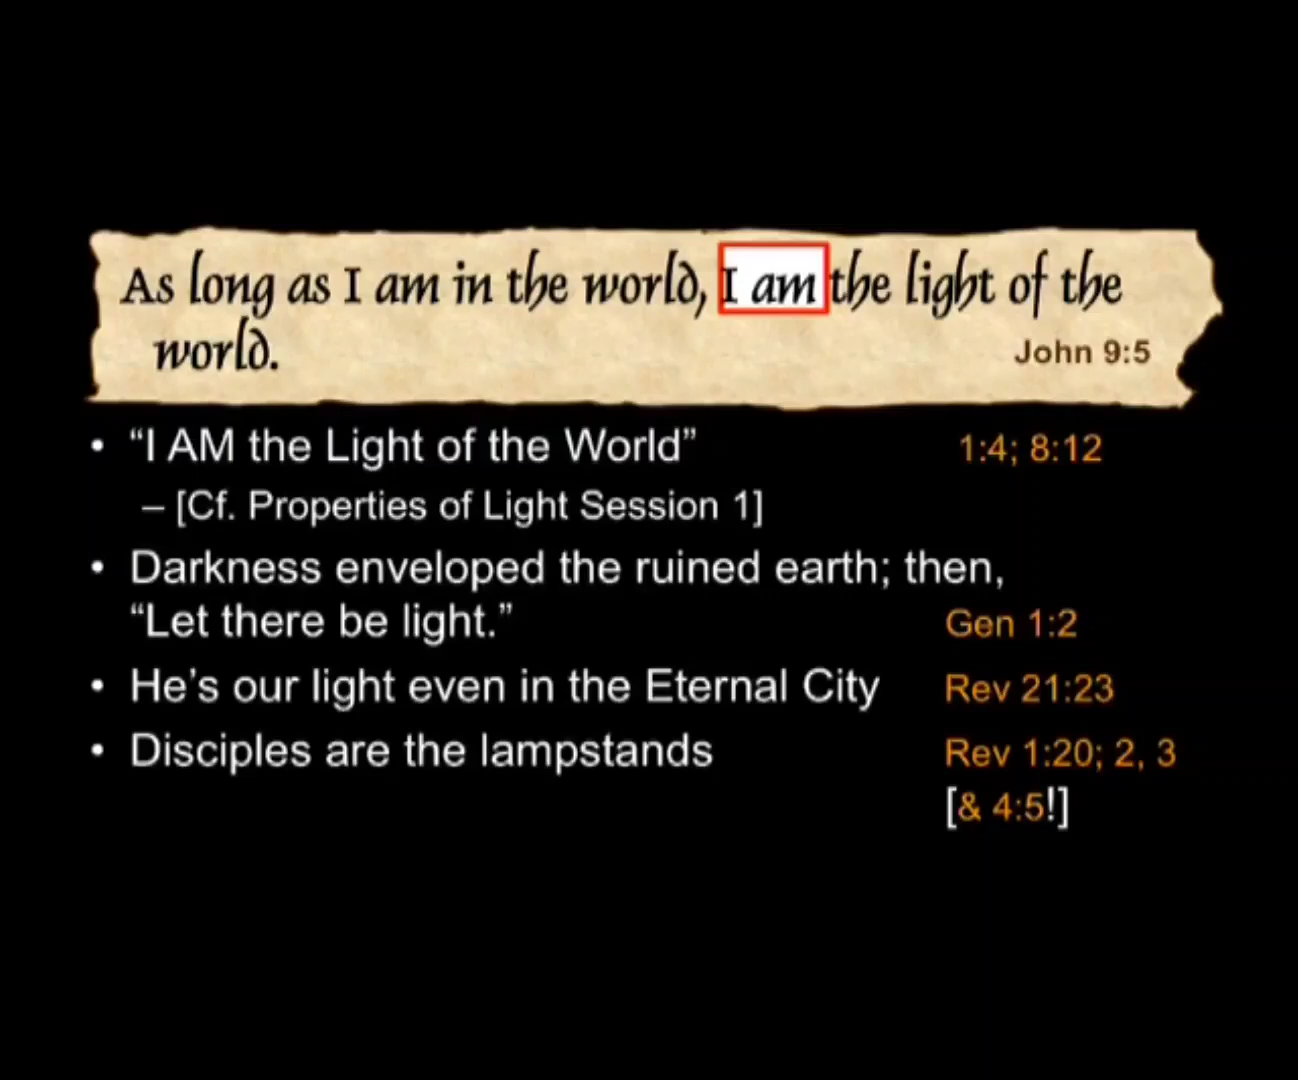 As long as I am in the world, I am the light of the
world.
John 9:5
• “I AM the Light of the World” 1:4; 8:12
– [Cf. Properties of Light Session 1]
• Darkness enveloped the ruined earth; then,
“Let there be light.” Gen 1:2
• He’s our light even in the Eternal City Rev 21:23
• Disciples are the lampstands Rev 1:20; 2, 3
[& 4:5!]